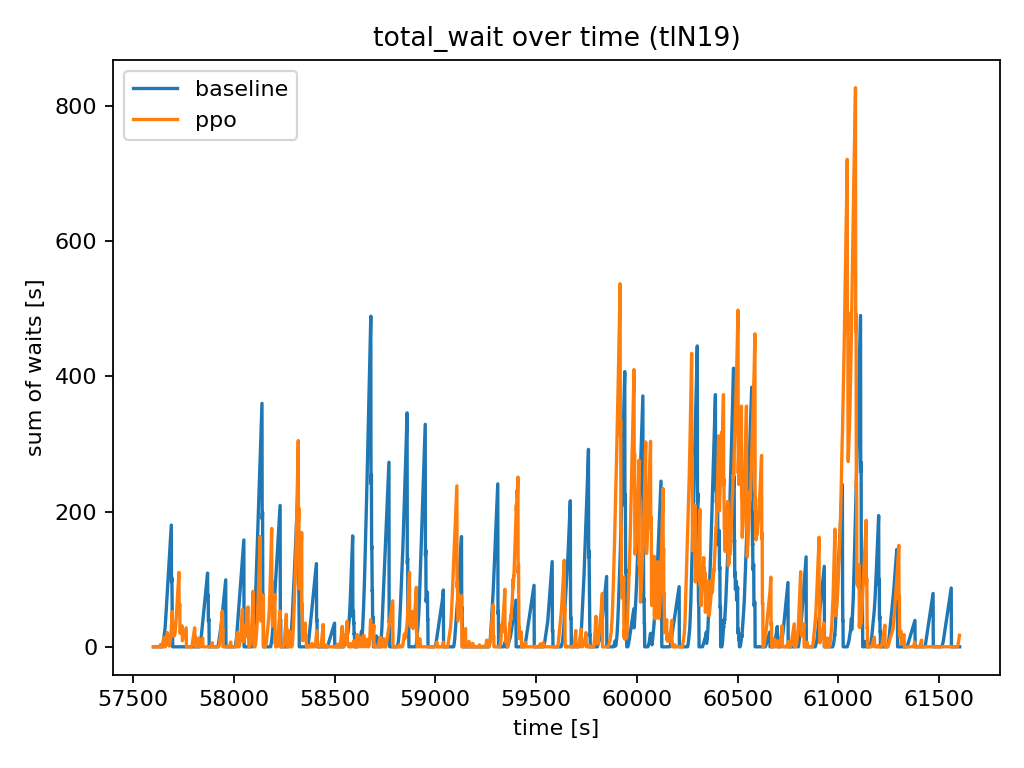 total_wait over time (tlN19)
baseline
ppo
sum of waits [s]
800
600
400
200
0
57500 58000 58500 59000 59500 60000 60500 61000 61500
time [s]